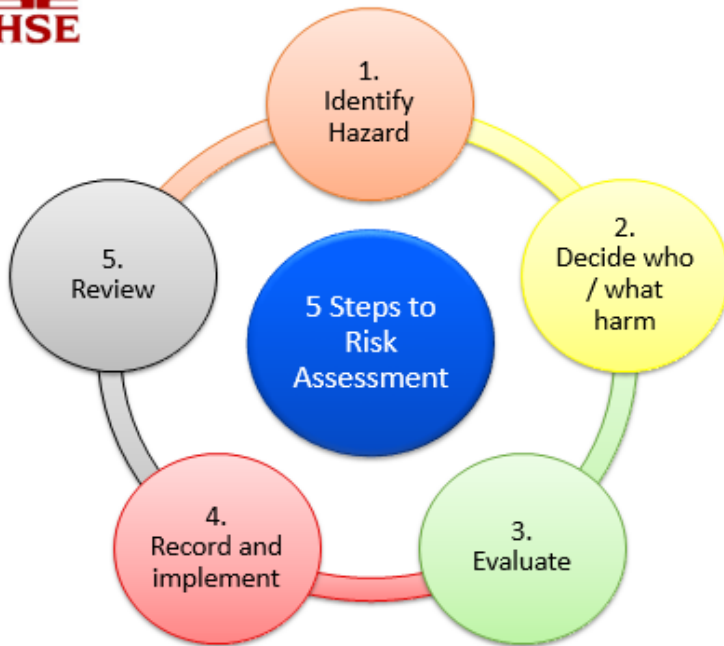 HSE
1.
Identify
Hazard
2.
Decide who
/ what
harm
3.
Evaluate
4.
Record and
implement
5.
Review
5 Steps to
Risk
Assessment